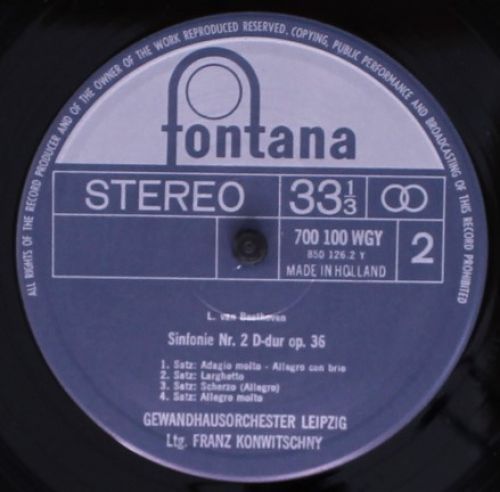 ALL RIGHTS OF THE RECORD PRODUCER AND OF THE OWNER OF THE WORK REPRODUCED RESERVED. COPYING, PUBLIC PERFORMANCE AND BROADCASTING OF THIS RECORD PROHIBITED
fontana
STEREO 33⅓
700 100 WGY
850 126.2 Y
MADE IN HOLLAND
2
L. van Beethoven
Sinfonie Nr. 2 D-dur op. 36
1. Satz: Adagio molto - Allegro con brio
2. Satz: Larghetto
3. Satz: Scherzo (Allegro)
4. Satz: Allegro molto
GEWANDHAUSORCHESTER LEIPZIG
Ltg. FRANZ KONWITSCHNY